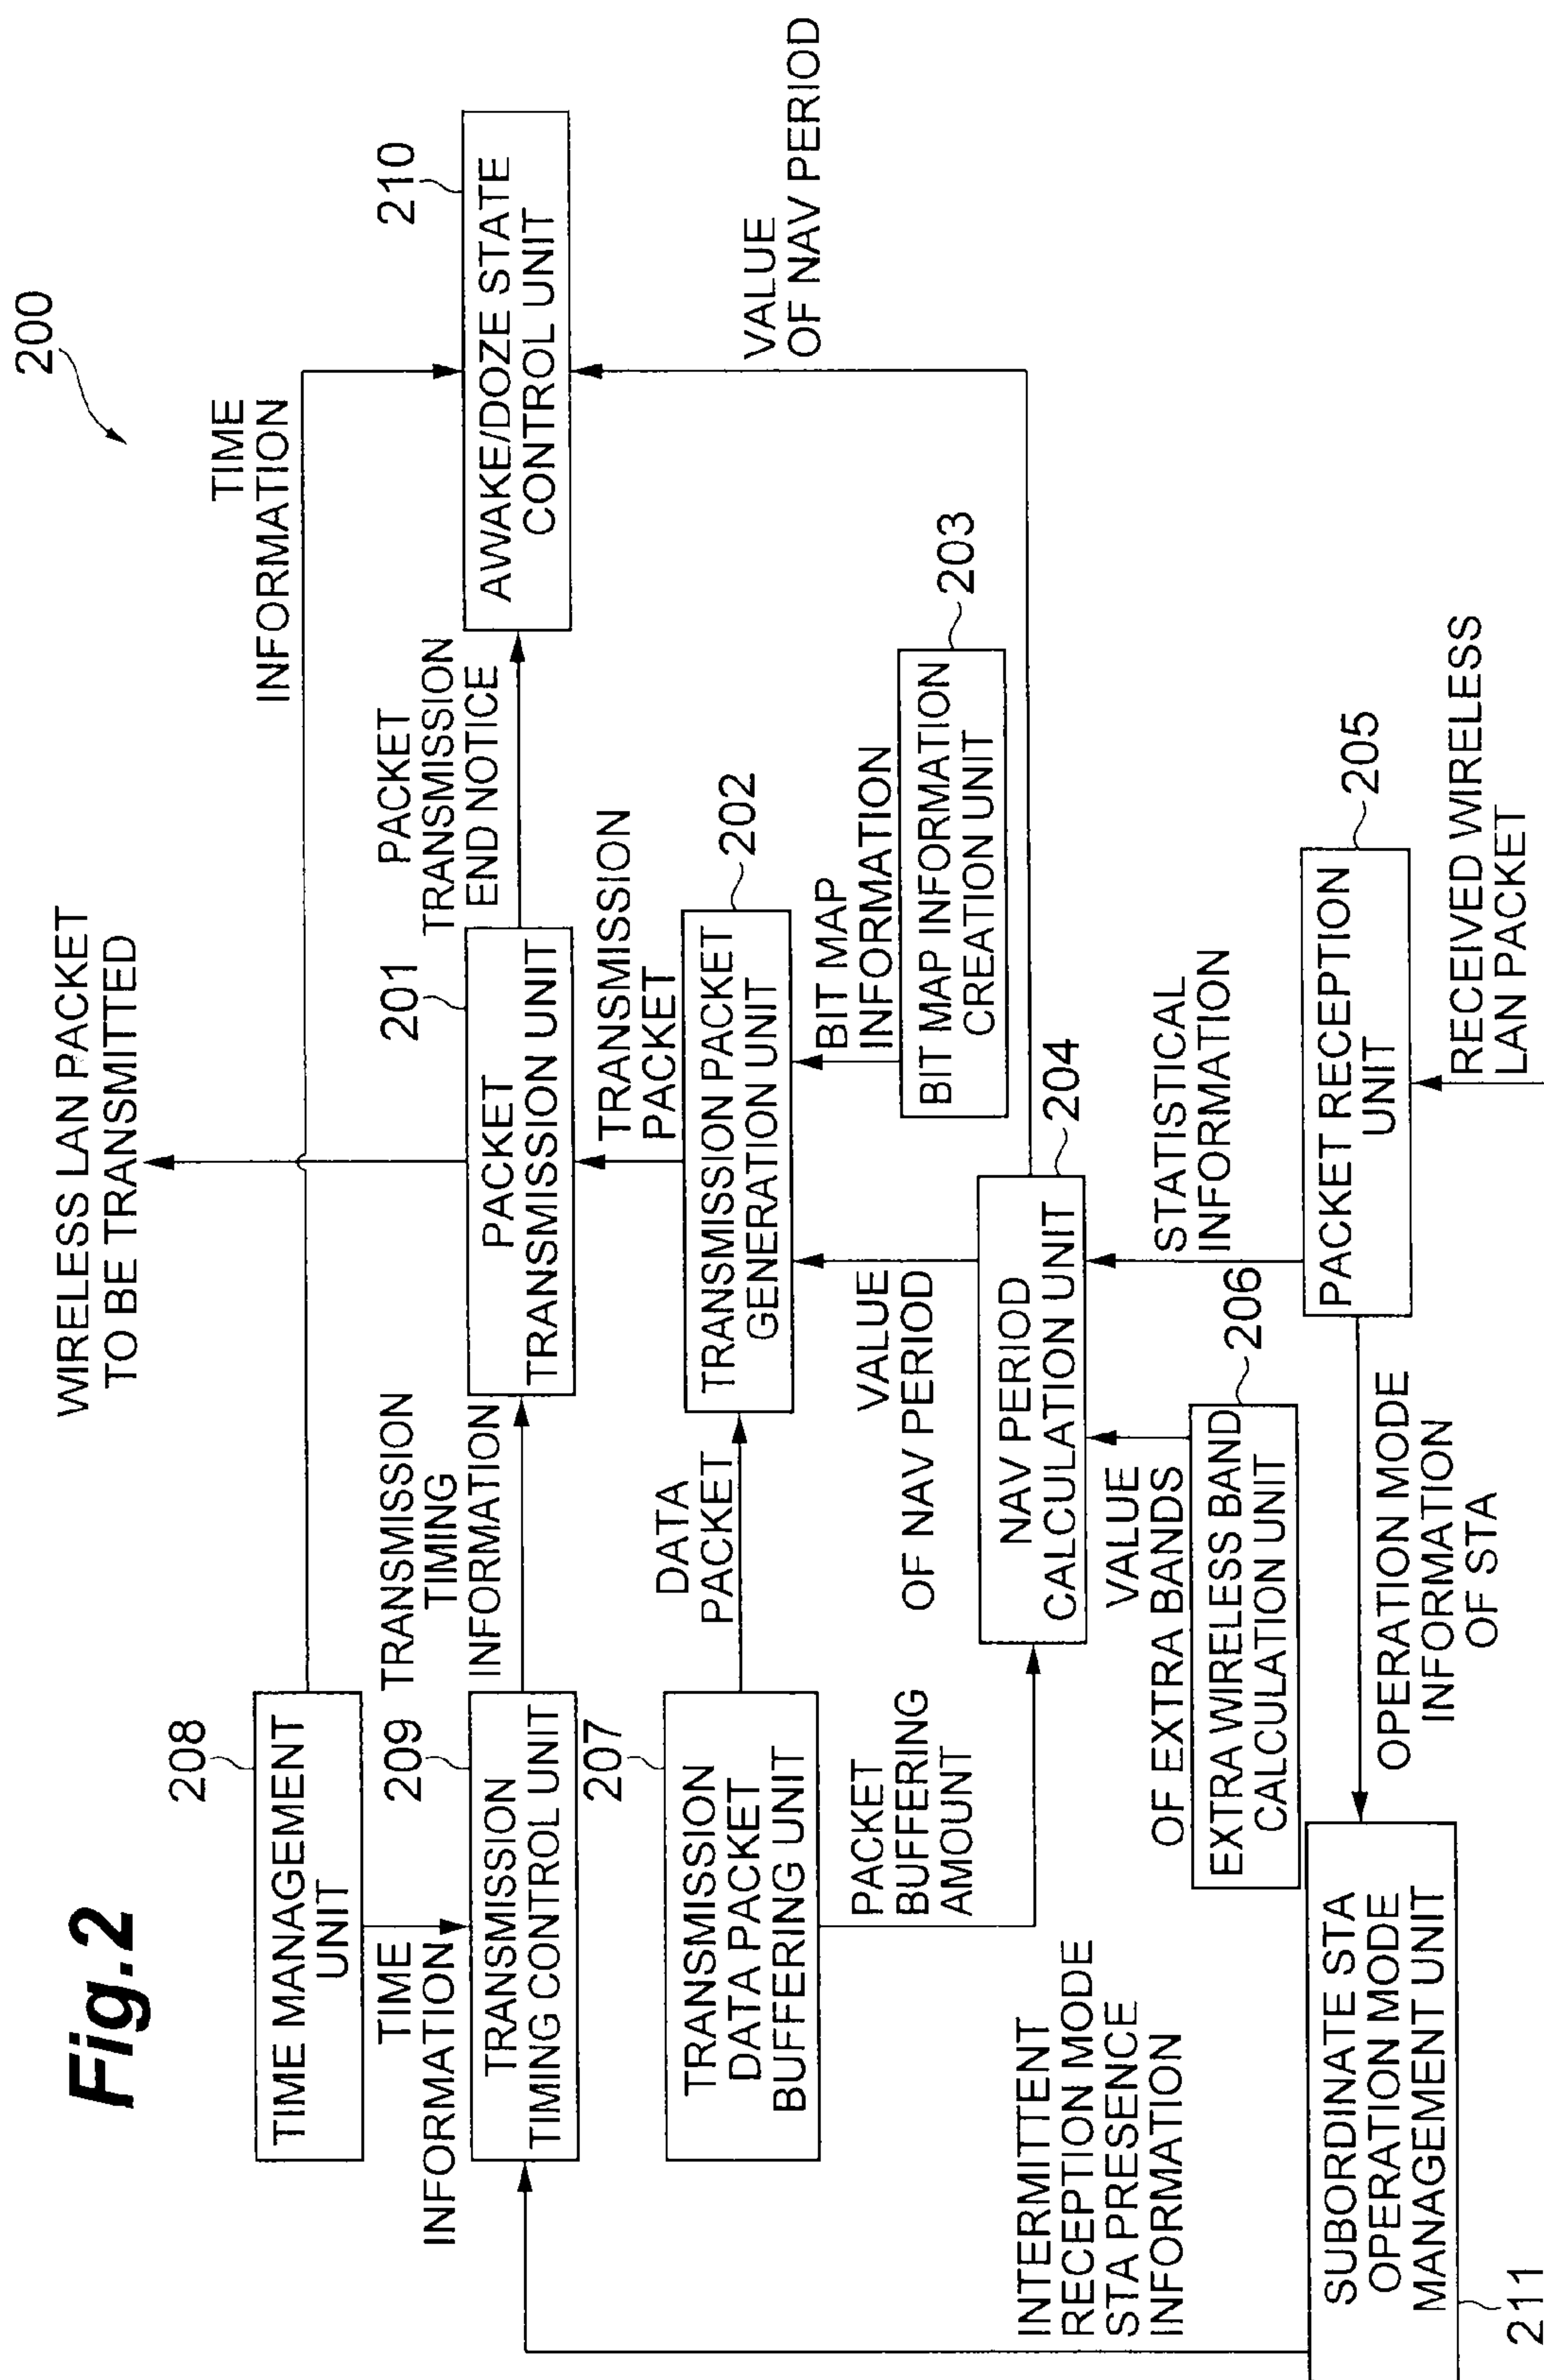 Fig.2
200
208
TIME MANAGEMENT
UNIT
TIME
INFORMATION
TIME
INFORMATION
WIRELESS LAN PACKET
TO BE TRANSMITTED
209
TRANSMISSION
TIMING CONTROL UNIT
TRANSMISSION
TIMING
INFORMATION
201
PACKET
TRANSMISSION UNIT
PACKET
TRANSMISSION
END NOTICE
210
AWAKE/DOZE STATE
CONTROL UNIT
207
TRANSMISSION
DATA PACKET
BUFFERING UNIT
DATA
PACKET
TRANSMISSION
PACKET
202
TRANSMISSION PACKET
GENERATION UNIT
BIT MAP
INFORMATION
203
BIT MAP INFORMATION
CREATION UNIT
VALUE
OF NAV PERIOD
PACKET
BUFFERING
AMOUNT
VALUE
OF NAV PERIOD
204
NAV PERIOD
CALCULATION UNIT
INTERMITTENT
RECEPTION MODE
STA PRESENCE
INFORMATION
VALUE
OF EXTRA BANDS
206
EXTRA WIRELESS BAND
CALCULATION UNIT
STATISTICAL
INFORMATION
205
PACKET RECEPTION
UNIT
RECEIVED WIRELESS
LAN PACKET
OPERATION MODE
INFORMATION
OF STA
SUBORDINATE STA
OPERATION MODE
MANAGEMENT UNIT
211